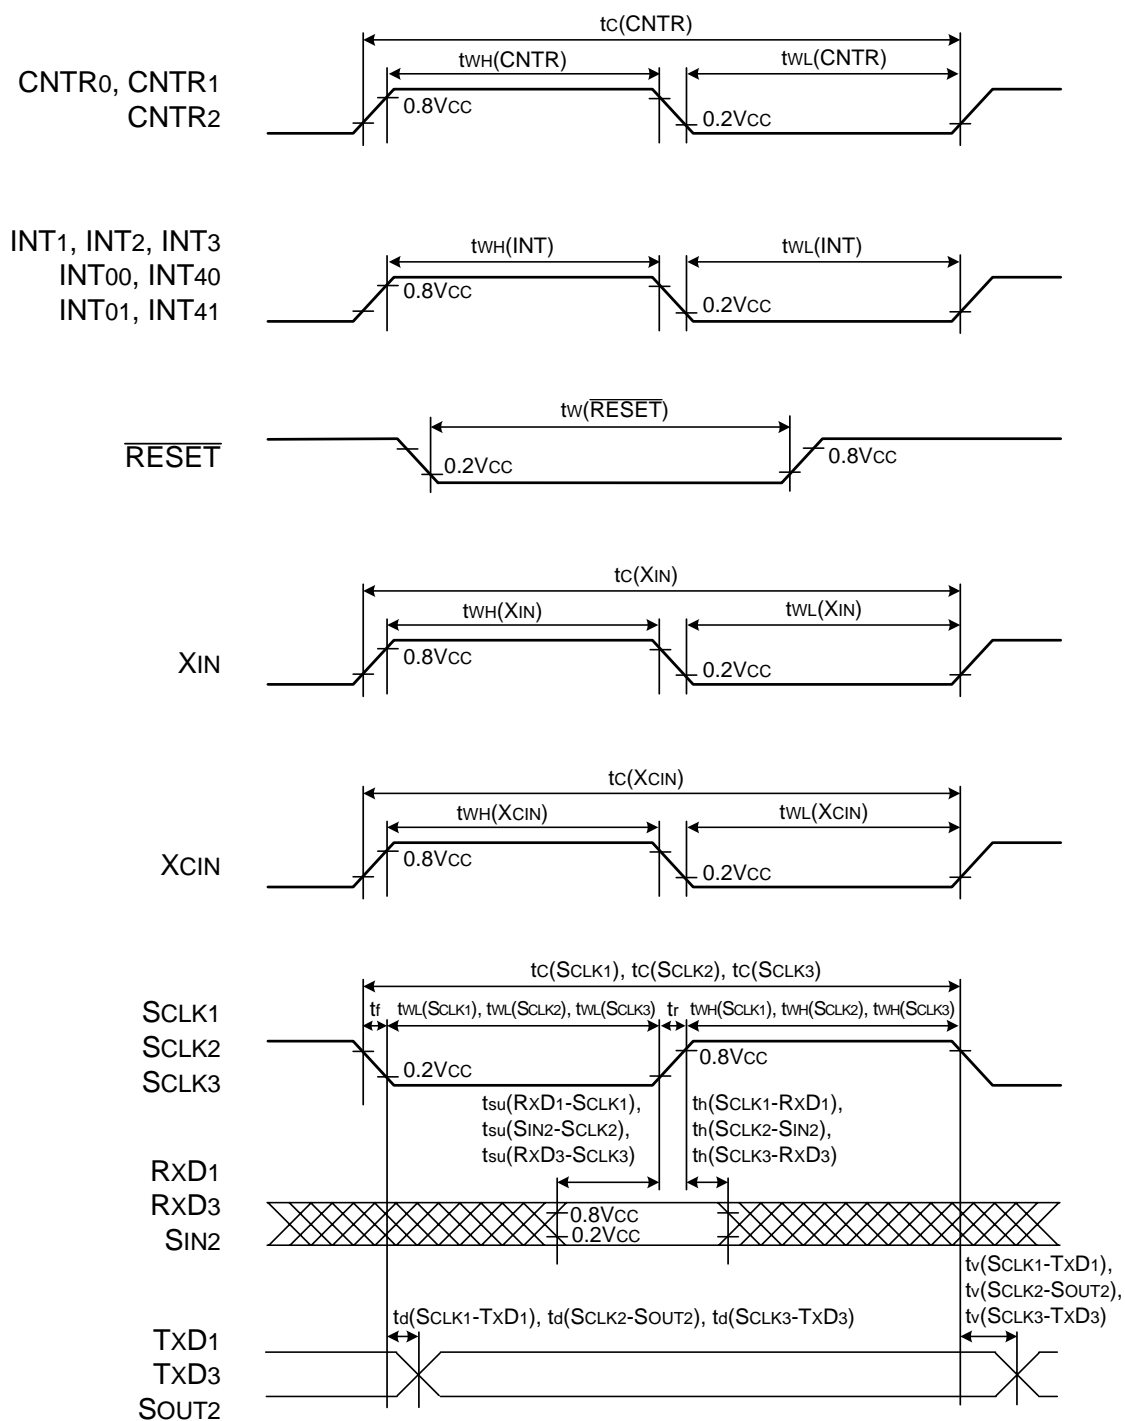 tC(CNTR)
tWH(CNTR)
tWL(CNTR)
CNTR0, CNTR1
CNTR2
0.8VCC
0.2VCC
INT1, INT2, INT3
INT00, INT40
INT01, INT41
tWH(INT)
tWL(INT)
0.8VCC
0.2VCC
tW(RESET)
RESET
0.2VCC
0.8VCC
tC(XIN)
tWH(XIN)
tWL(XIN)
XIN
0.8VCC
0.2VCC
tC(XCIN)
tWH(XCIN)
tWL(XCIN)
XCIN
0.8VCC
0.2VCC
tC(SCLK1), tC(SCLK2), tC(SCLK3)
tf
tWL(SCLK1), tWL(SCLK2), tWL(SCLK3)
tr
tWH(SCLK1), tWH(SCLK2), tWH(SCLK3)
SCLK1
SCLK2
SCLK3
0.2VCC
0.8VCC
tsu(RXD1-SCLK1),
tsu(SIN2-SCLK2),
tsu(RXD3-SCLK3)
th(SCLK1-RXD1),
th(SCLK2-SIN2),
th(SCLK3-RXD3)
RXD1
RXD3
SIN2
0.8VCC
0.2VCC
tv(SCLK1-TXD1),
tv(SCLK2-SOUT2),
tv(SCLK3-TXD3)
td(SCLK1-TXD1), td(SCLK2-SOUT2), td(SCLK3-TXD3)
TXD1
TXD3
SOUT2